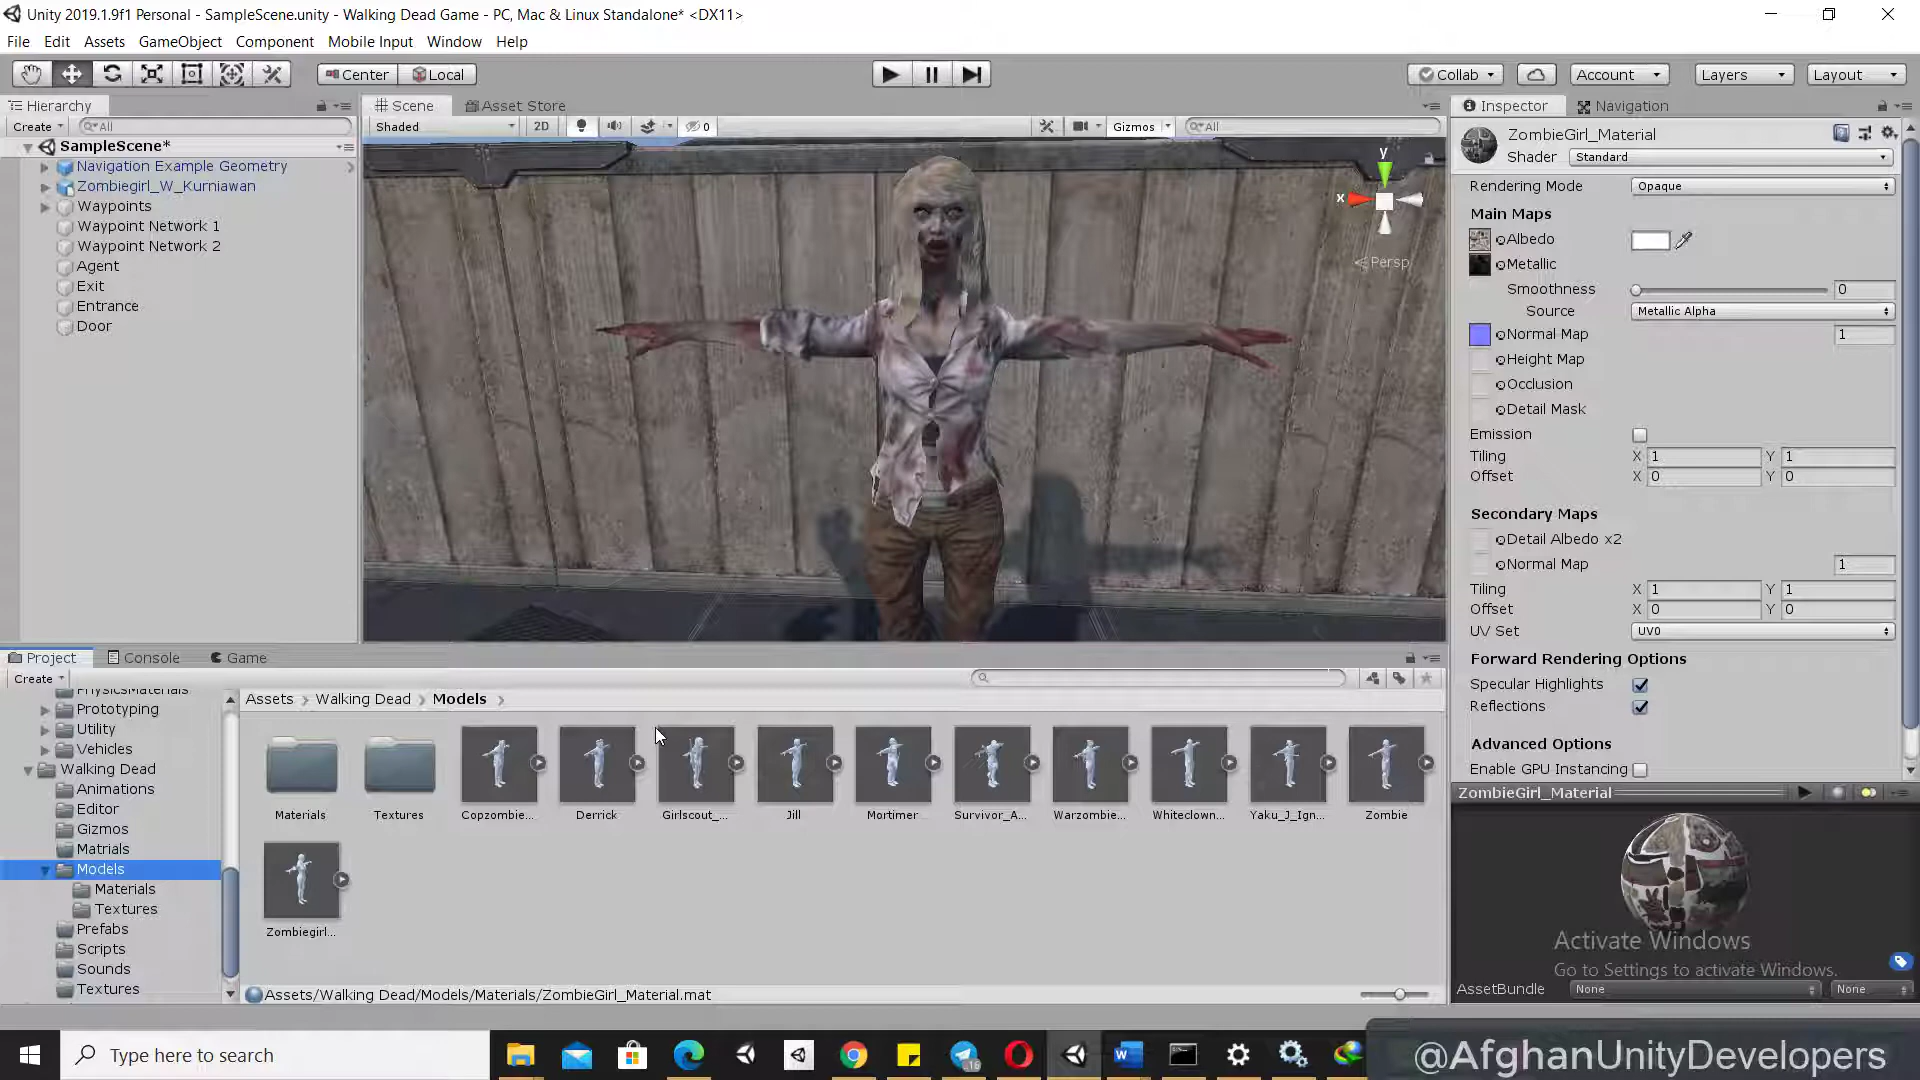 Unity 2019.1.9f1 Personal - SampleScene.unity - Walking Dead Game - PC, Mac & Linux Standalone* <DX11>
File Edit Assets GameObject Component Mobile Input Window Help
Center Local Collab Account Layers Layout
Hierarchy Scene Asset Store Inspector Navigation
Create All Shaded 2D 0 Gizmos All
SampleScene*
Navigation Example Geometry
Zombiegirl_W_Kurniawan
Waypoints
Waypoint Network 1
Waypoint Network 2
Agent
Exit
Entrance
Door
y
x
Persp
ZombieGirl_Material
Shader Standard
Rendering Mode Opaque
Main Maps
Albedo
Metallic
Smoothness 0
Source Metallic Alpha
Normal Map 1
Height Map
Occlusion
Detail Mask
Emission
Tiling X 1 Y 1
Offset X 0 Y 0
Secondary Maps
Detail Albedo x2
Normal Map 1
Tiling X 1 Y 1
Offset X 0 Y 0
UV Set UV0
Forward Rendering Options
Specular Highlights
Reflections
Advanced Options
Enable GPU Instancing
ZombieGirl_Material
Activate Windows
Go to Settings to activate Windows.
AssetBundle None None
Project Console Game
Create
PhysicsMaterials
Prototyping
Utility
Vehicles
Walking Dead
Animations
Editor
Gizmos
Matrials
Models
Materials
Textures
Prefabs
Scripts
Sounds
Textures
Assets Walking Dead Models
Materials Textures Copzombie... Derrick Girlscout_... Jill Mortimer Survivor_A... Warzombie... Whiteclown... Yaku_J_Ign... Zombie
Zombiegirl...
Assets/Walking Dead/Models/Materials/ZombieGirl_Material.mat
Type here to search
16
@AfghanUnityDevelopers